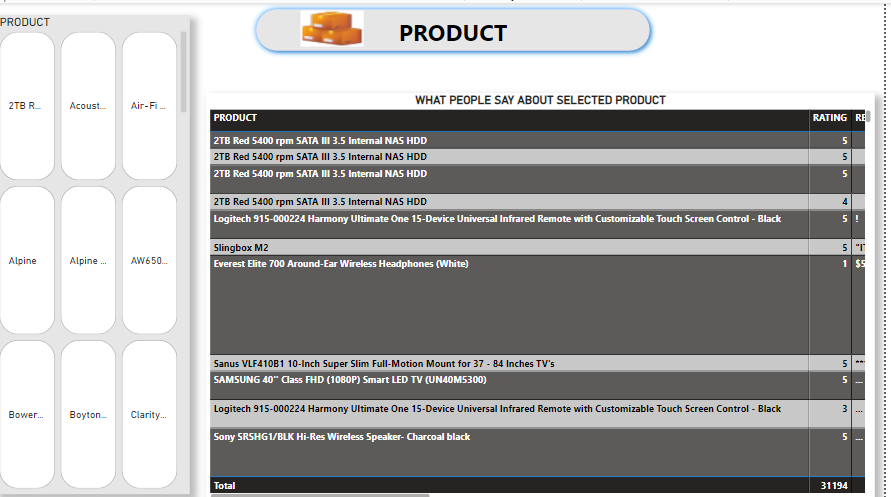 PRODUCT
PRODUCT
2TB R...
Acoust...
Air-Fi ...
Alpine
Alpine ...
AW650...
Bower...
Boyton...
Clarity...
WHAT PEOPLE SAY ABOUT SELECTED PRODUCT
PRODUCT RATING RE
2TB Red 5400 rpm SATA III 3.5 Internal NAS HDD 5
2TB Red 5400 rpm SATA III 3.5 Internal NAS HDD 5
2TB Red 5400 rpm SATA III 3.5 Internal NAS HDD 5
2TB Red 5400 rpm SATA III 3.5 Internal NAS HDD 4
Logitech 915-000224 Harmony Ultimate One 15-Device Universal Infrared Remote with Customizable Touch Screen Control - Black 5 !
Slingbox M2 5 "IT
Everest Elite 700 Around-Ear Wireless Headphones (White) 1 $5
Sanus VLF410B1 10-Inch Super Slim Full-Motion Mount for 37 - 84 Inches TV's 5 **
SAMSUNG 40" Class FHD (1080P) Smart LED TV (UN40M5300) 5 ...
Logitech 915-000224 Harmony Ultimate One 15-Device Universal Infrared Remote with Customizable Touch Screen Control - Black 3 ...
Sony SRSHG1/BLK Hi-Res Wireless Speaker- Charcoal black 5 ...
Total 31194